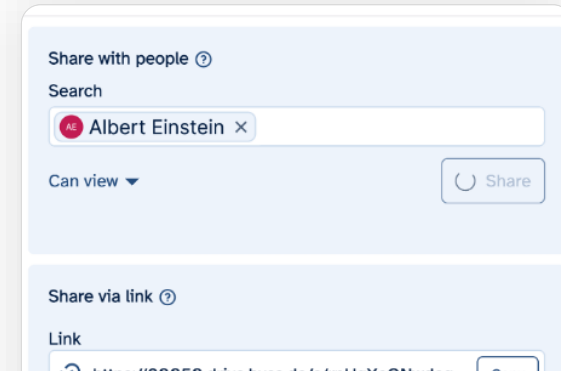 Share with people
Search
AE Albert Einstein ×
Can view
Share
Share via link
Link